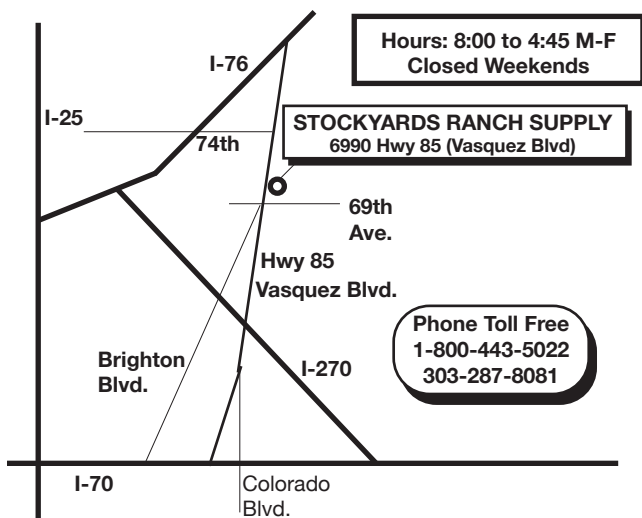 Hours: 8:00 to 4:45 M-F
Closed Weekends
I-76
I-25
74th
STOCKYARDS RANCH SUPPLY
6990 Hwy 85 (Vasquez Blvd)
69th
Ave.
Hwy 85
Vasquez Blvd.
Phone Toll Free
1-800-443-5022
303-287-8081
Brighton
Blvd.
I-270
I-70
Colorado
Blvd.